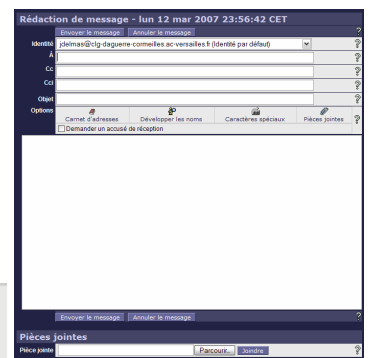 Rédaction de message - lun 12 mar 2007 23:56:42 CET
Envoyer le message Annuler le message ?
Identité jdelmas@clg-daguerre-cormeilles.ac-versailles.fr (Identité par défaut) ?
À ?
Cc ?
Cci ?
Objet ?
Options Carnet d'adresses Développer les noms Caractères spéciaux Pièces jointes ?
Demander un accusé de réception
Envoyer le message Annuler le message ?
Pièces jointes
Pièce jointe Parcourir... Joindre ?